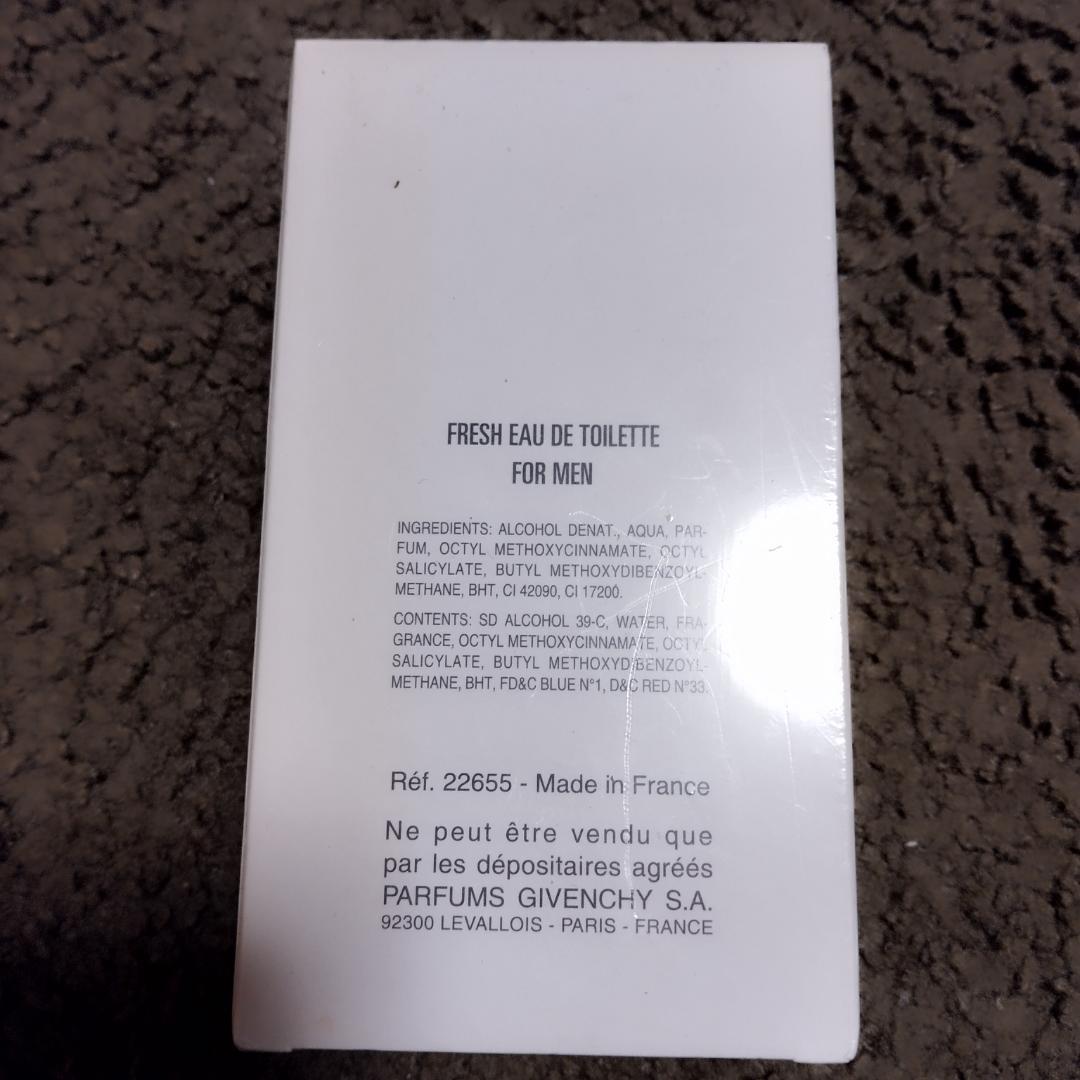 FRESH EAU DE TOILETTE
FOR MEN
INGREDIENTS: ALCOHOL DENAT., AQUA, PAR-
FUM, OCTYL METHOXYCINNAMATE, OCTYL
SALICYLATE, BUTYL METHOXYDIBENZOYL-
METHANE, BHT, CI 42090, CI 17200.
CONTENTS: SD ALCOHOL 39-C, WATER, FRA-
GRANCE, OCTYL METHOXYCINNAMATE, OCTYL
SALICYLATE, BUTYL METHOXYDIBENZOYL-
METHANE, BHT, FD&C BLUE N°1, D&C RED N°33.
Réf. 22655 - Made in France
Ne peut être vendu que
par les dépositaires agréés
PARFUMS GIVENCHY S.A.
92300 LEVALLOIS - PARIS - FRANCE